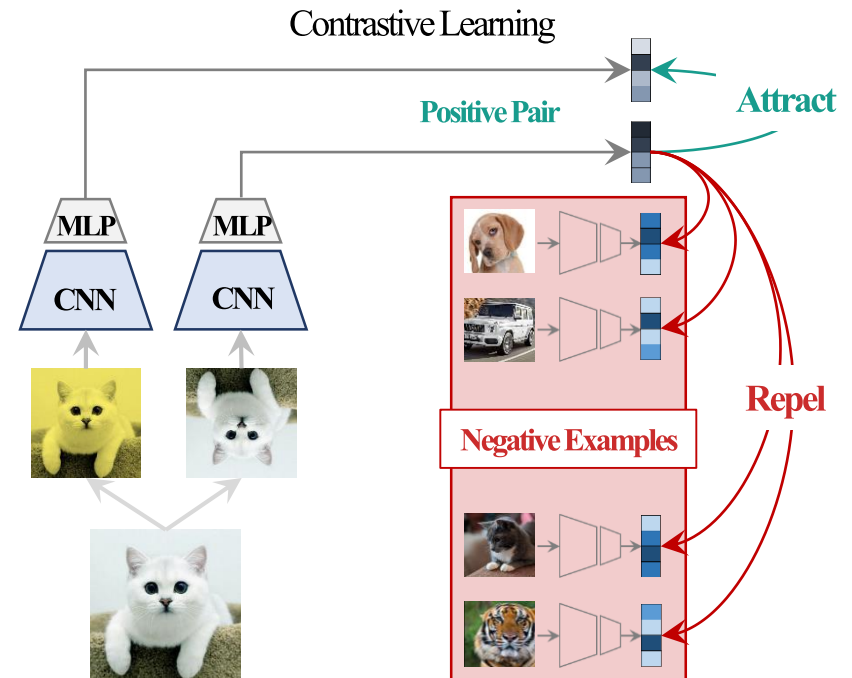 Contrastive Learning
Attract
Positive Pair
MLP
MLP
CNN
CNN
Repel
Negative Examples